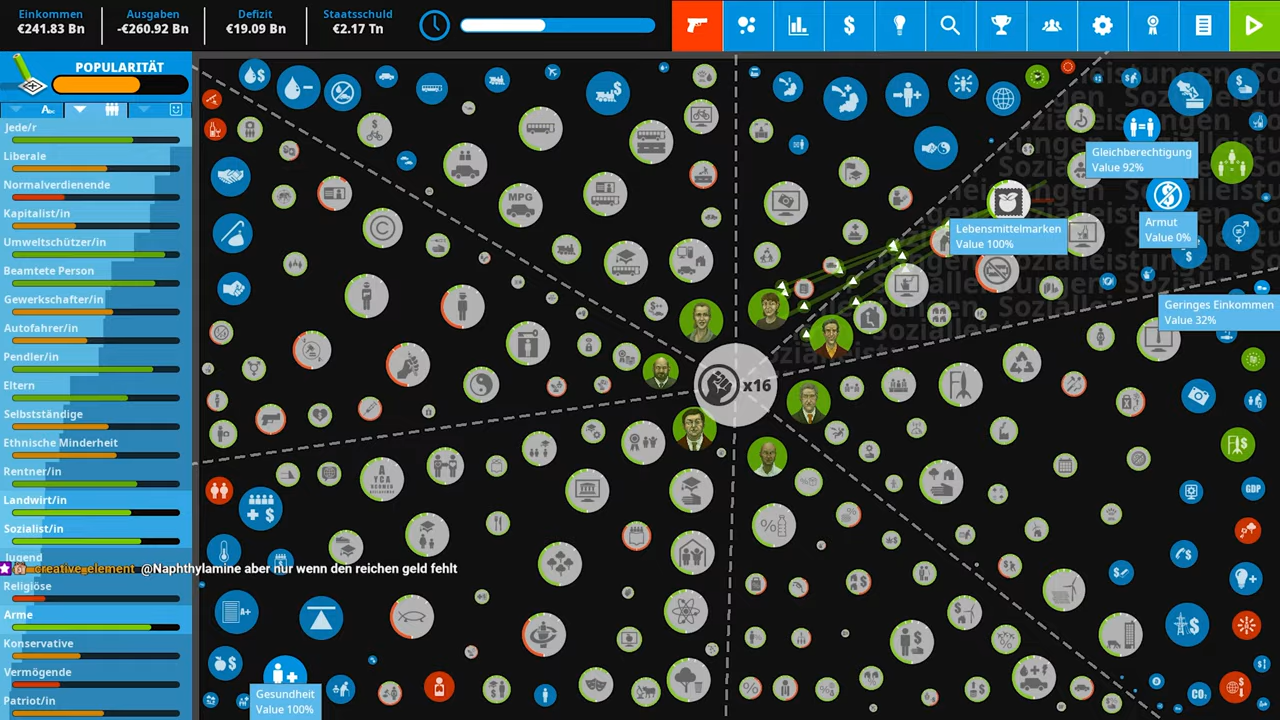 Einkommen
€241.83 Bn
Ausgaben
-€260.92 Bn
Defizit
€19.09 Bn
Staatsschuld
€2.17 Tn
POPULARITÄT
Jede/r
Liberale
Normalverdienende
Kapitalist/in
Umweltschützer/in
Beamtete Person
Gewerkschafter/in
Autofahrer/in
Pendler/in
Eltern
Selbstständige
Ethnische Minderheit
Rentner/in
Landwirt/in
Sozialist/in
Jugend
creative_element @Naphthylamine aber nur wenn den reichen geld fehlt
Religiöse
Arme
Konservative
Vermögende
Patriot/in
Gleichberechtigung
Value 92%
Lebensmittelmarken
Value 100%
Armut
Value 0%
Geringes Einkommen
Value 32%
x16
MPG
GDP
CO₂
A+
Gesundheit
Value 100%